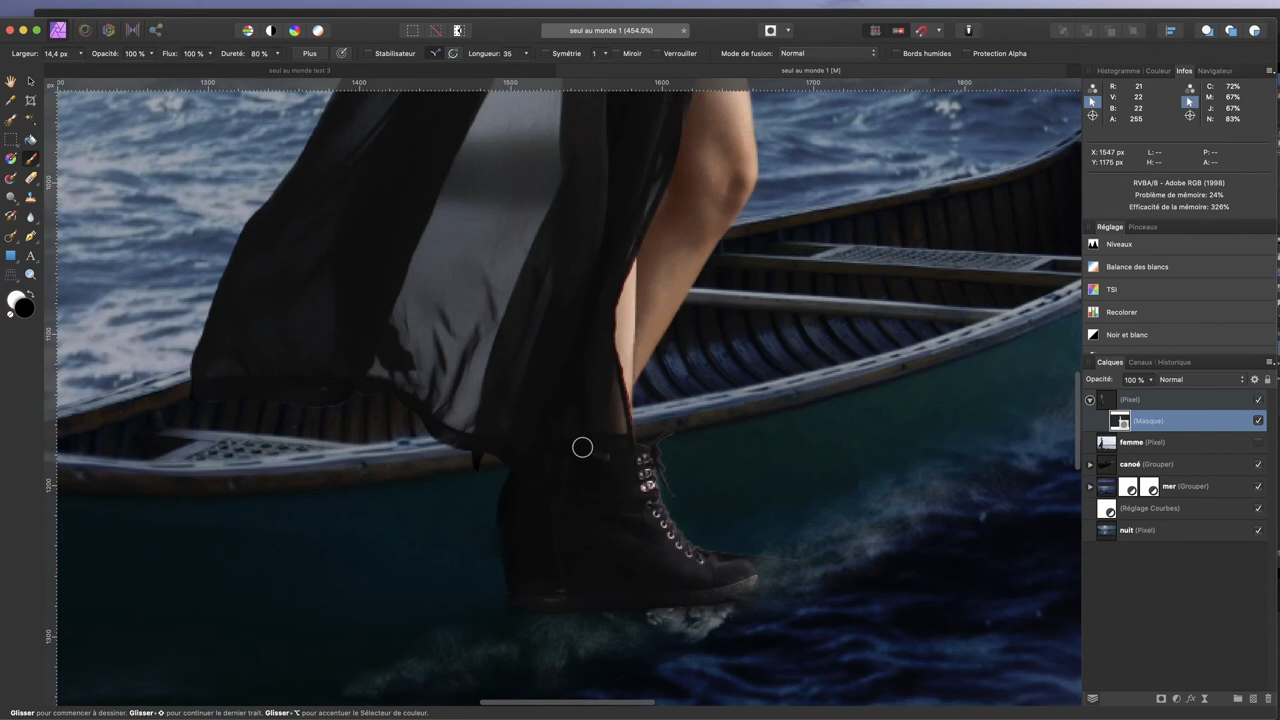 seul au monde 1 (454.0%)
Largeur: 14,4 px Opacité: 100 % Flux: 100 % Dureté: 80 % Plus Stabilisateur Longueur: 35 Symétrie 1 Miroir Verrouiller Mode de fusion: Normal Bords humides Protection Alpha
seul au monde test 3 seul au monde 1 [M]
px 00 1300 1400 1500 1600 1700 1800
1000
1100
1200
1300
Histogramme Couleur Infos Navigateur
R: 21 C: 72%
V: 22 M: 67%
B: 22 J: 67%
A: 255 N: 83%
X: 1547 px L: -- P: --
Y: 1175 px H: -- A: --
RVBA/8 - Adobe RGB (1998)
Problème de mémoire: 24%
Efficacité de la mémoire: 326%
Réglage Pinceaux
Niveaux
Balance des blancs
TSI
Recolorer
Noir et blanc
Calques Canaux Historique
Opacité: 100 % Normal
(Pixel)
(Masque)
femme (Pixel)
canoé (Grouper)
mer (Grouper)
(Réglage Courbes)
nuit (Pixel)
Glisser pour commencer à dessiner. Glisser+⇧ pour continuer le dernier trait. Glisser+⌥ pour accentuer le Sélecteur de couleur.